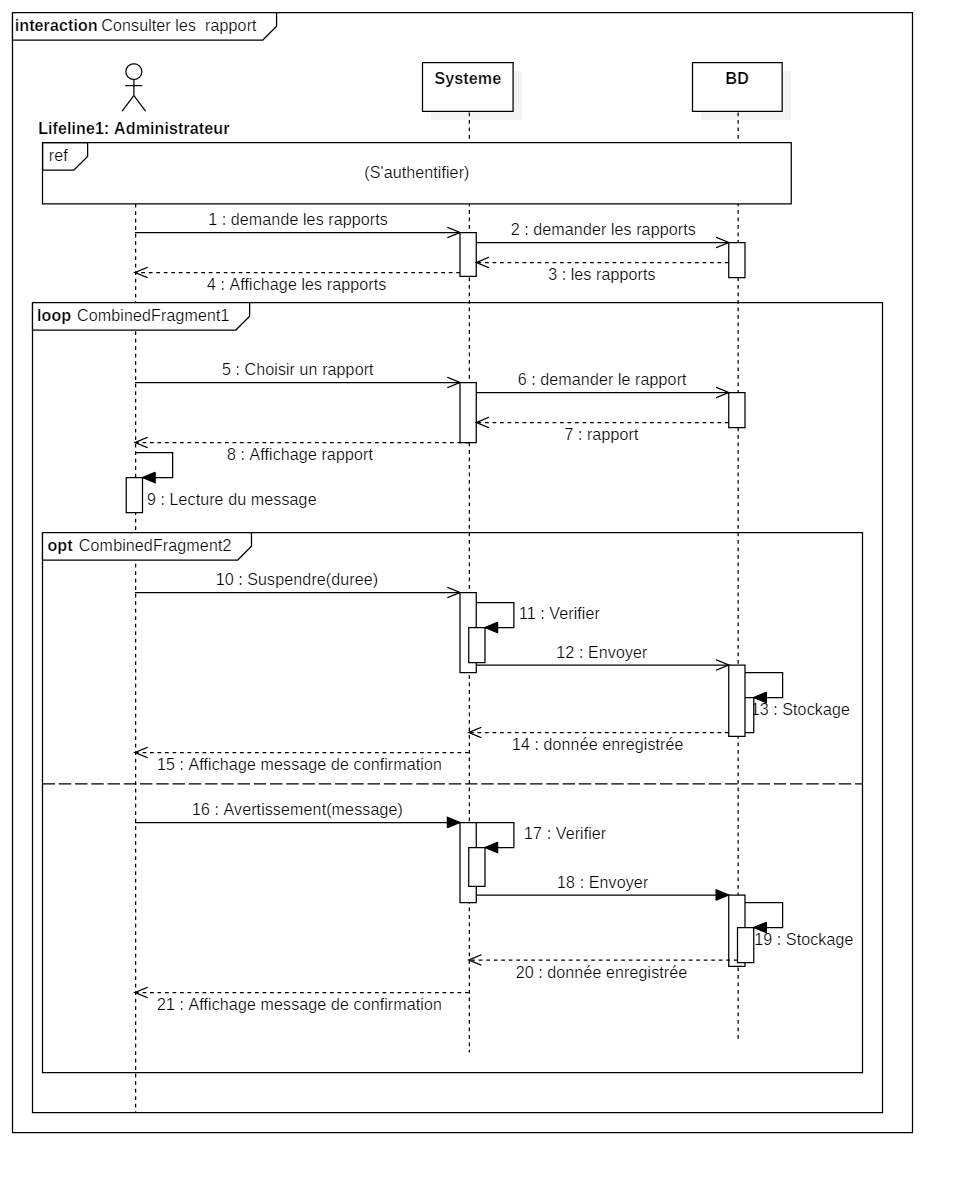 interaction Consulter les rapport
Systeme
BD
Lifeline1: Administrateur
ref
(S'authentifier)
1 : demande les rapports
2 : demander les rapports
3 : les rapports
4 : Affichage les rapports
loop CombinedFragment1
5 : Choisir un rapport
6 : demander le rapport
7 : rapport
8 : Affichage rapport
9 : Lecture du message
opt CombinedFragment2
10 : Suspendre(duree)
11 : Verifier
12 : Envoyer
13 : Stockage
14 : donnée enregistrée
15 : Affichage message de confirmation
16 : Avertissement(message)
17 : Verifier
18 : Envoyer
19 : Stockage
20 : donnée enregistrée
21 : Affichage message de confirmation